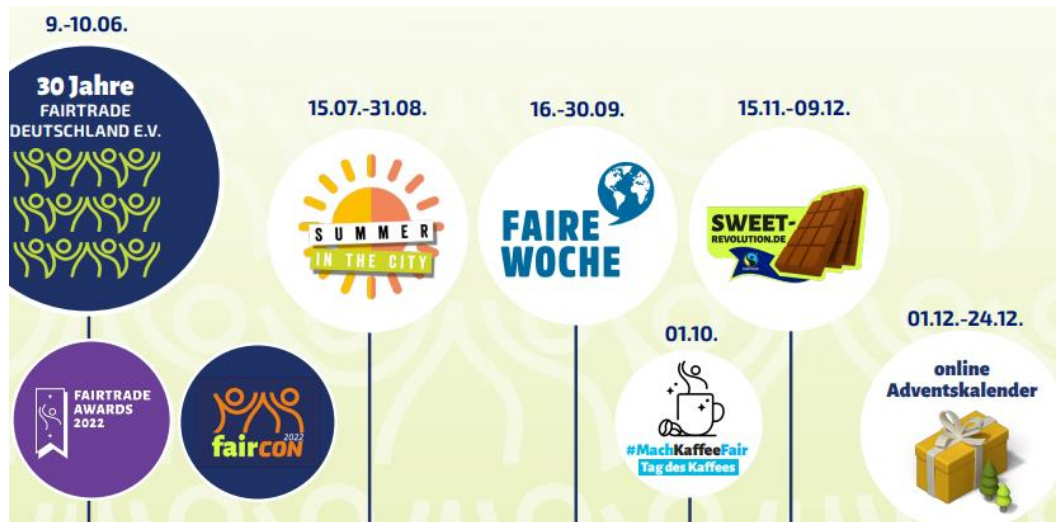 9.-10.06.
30 Jahre
FAIRTRADE
DEUTSCHLAND E.V.
FAIRTRADE
AWARDS
2022
2022
faircon
15.07.-31.08.
SUMMER
IN THE CITY
16.-30.09.
FAIRE
WOCHE
01.10.
#MachKaffeeFair
Tag des Kaffees
15.11.-09.12.
SWEET-
REVOLUTION.DE
01.12.-24.12.
online
Adventskalender